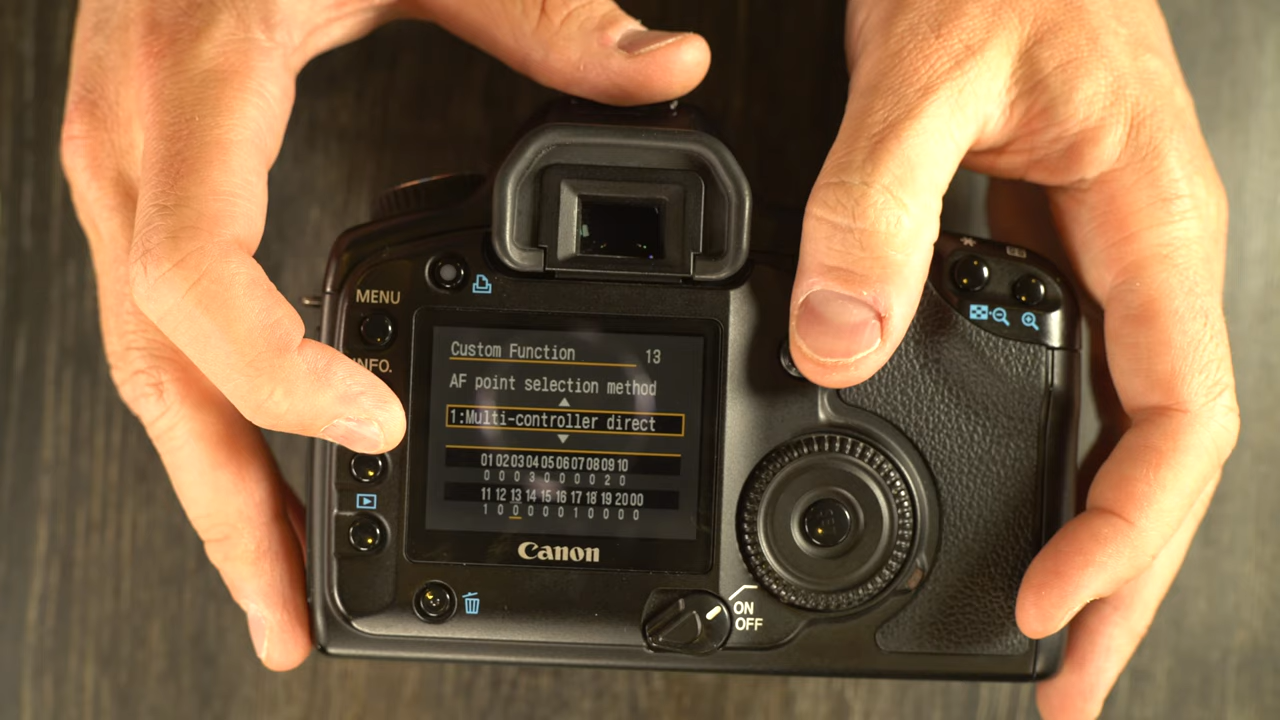 MENU
NFO.
Custom Function 13
AF point selection method
1:Multi-controller direct
01 02 03 04 05 06 07 08 09 10
0 0 0 3 0 0 0 0 2 0
11 12 13 14 15 16 17 18 19 20 00
1 0 0 0 0 0 1 0 0 0 0
Canon
ON
OFF